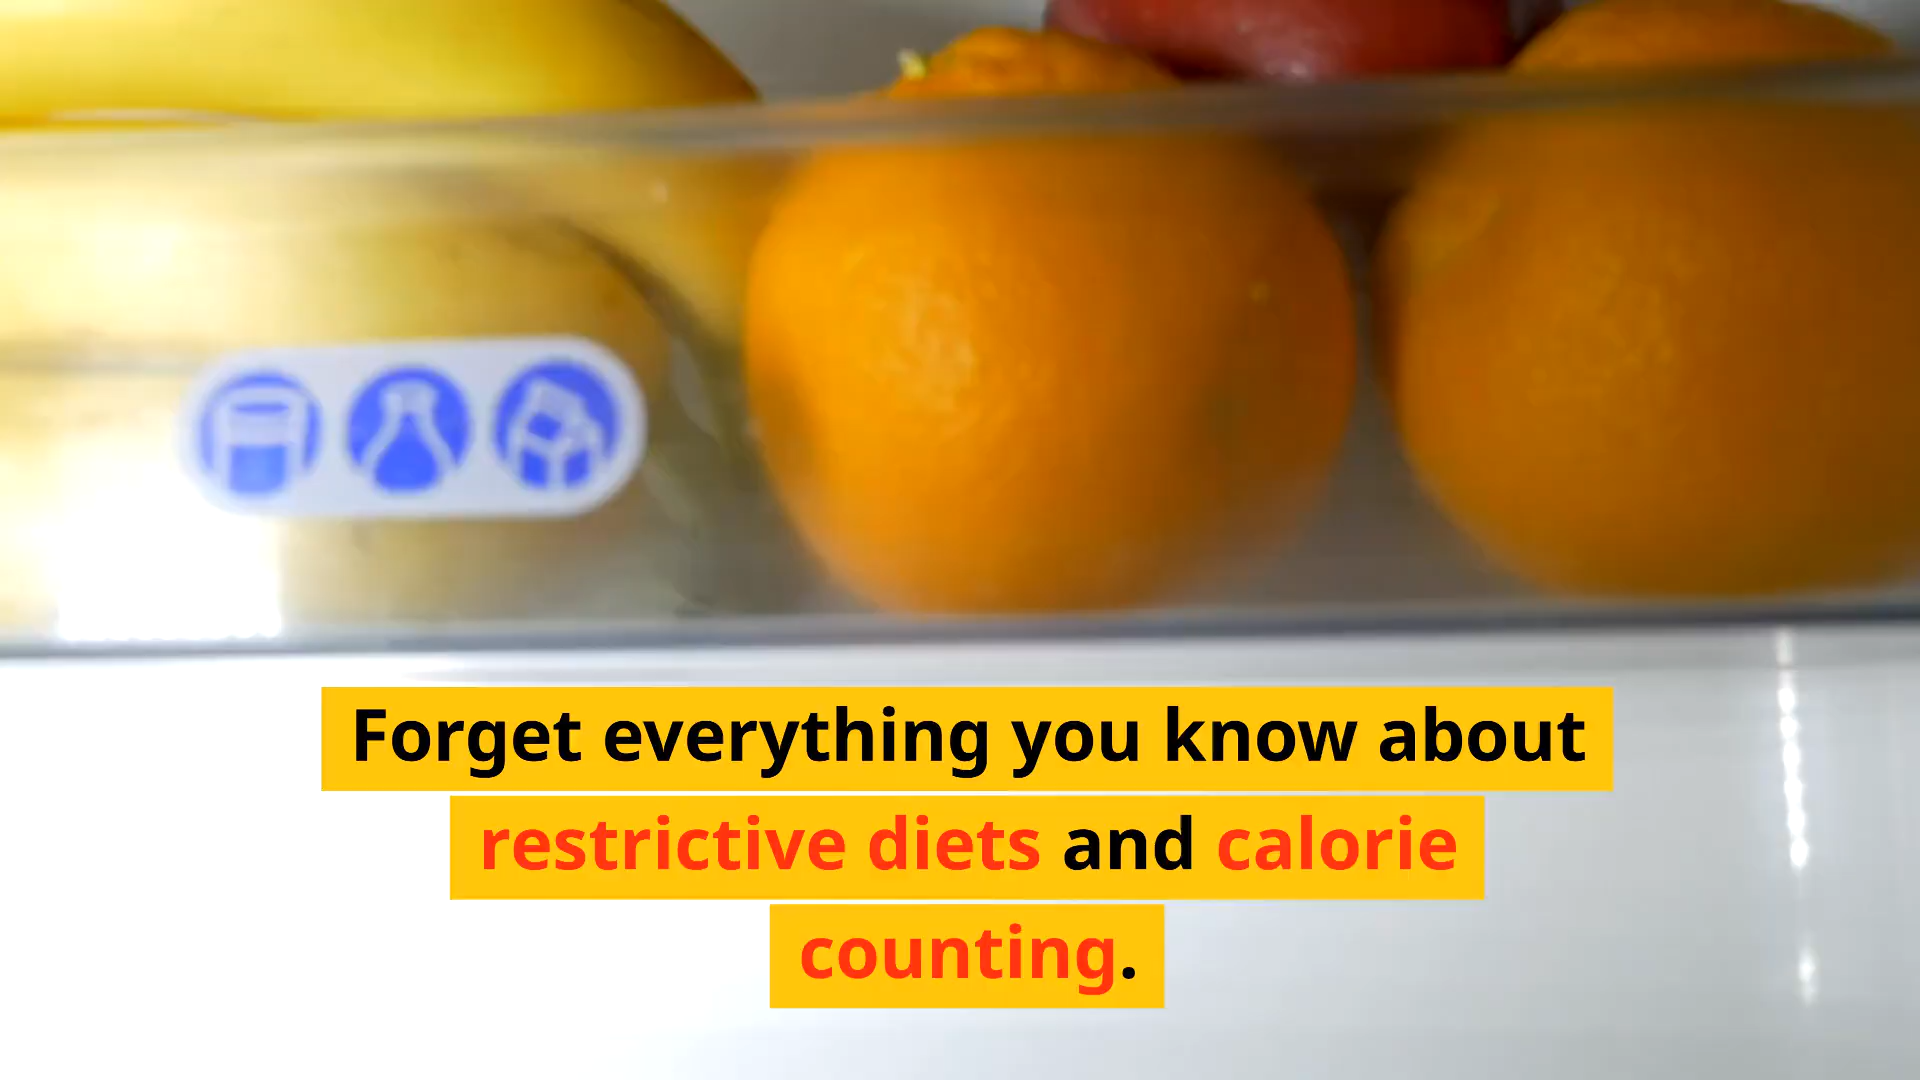 Forget everything you know about
restrictive diets and calorie
counting.